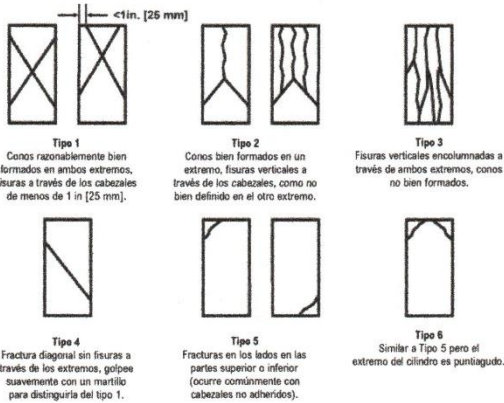 <1in. [25 mm]
Tipo 1
Conos razonablemente bien
formados en ambos extremos,
isuras a través de los cabezales
de menos de 1 in [25 mm].
Tipo 2
Conos bien formados en un
extremo, fisuras verticales a
través de los cabezales, como no
bien definido en el otro extremo.
Tipo 3
Fisuras verticales encolumnadas a
través de ambos extremos, conos
no bien formados.
Tipo 4
Fractura diagonal sin fisuras a
través de los extremos, golpee
suavemente con un martillo
para distinguirla del tipo 1.
Tipo 5
Fracturas en los lados en las
partes superior o inferior
(ocurre comúnmente con
cabezales no adheridos).
Tipo 6
Similar a Tipo 5 pero el
extremo del cilindro es puntiagudo.